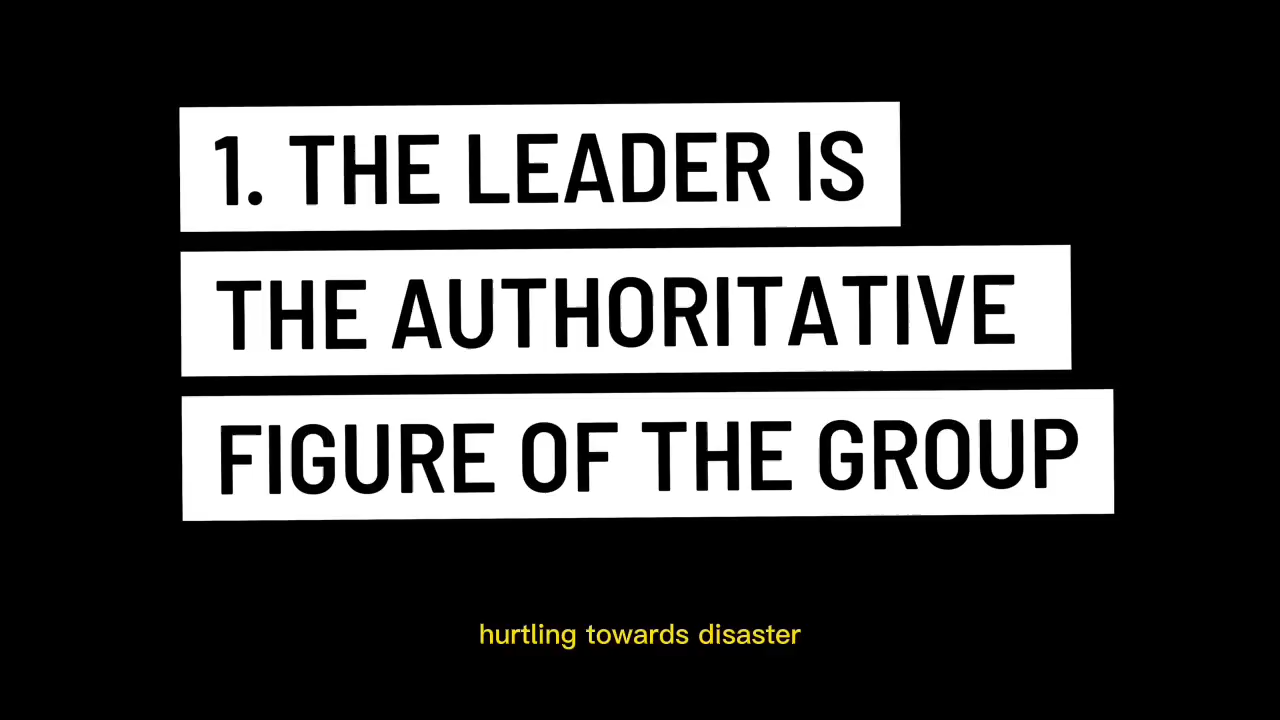 1. THE LEADER IS
THE AUTHORITATIVE
FIGURE OF THE GROUP
hurtling towards disaster